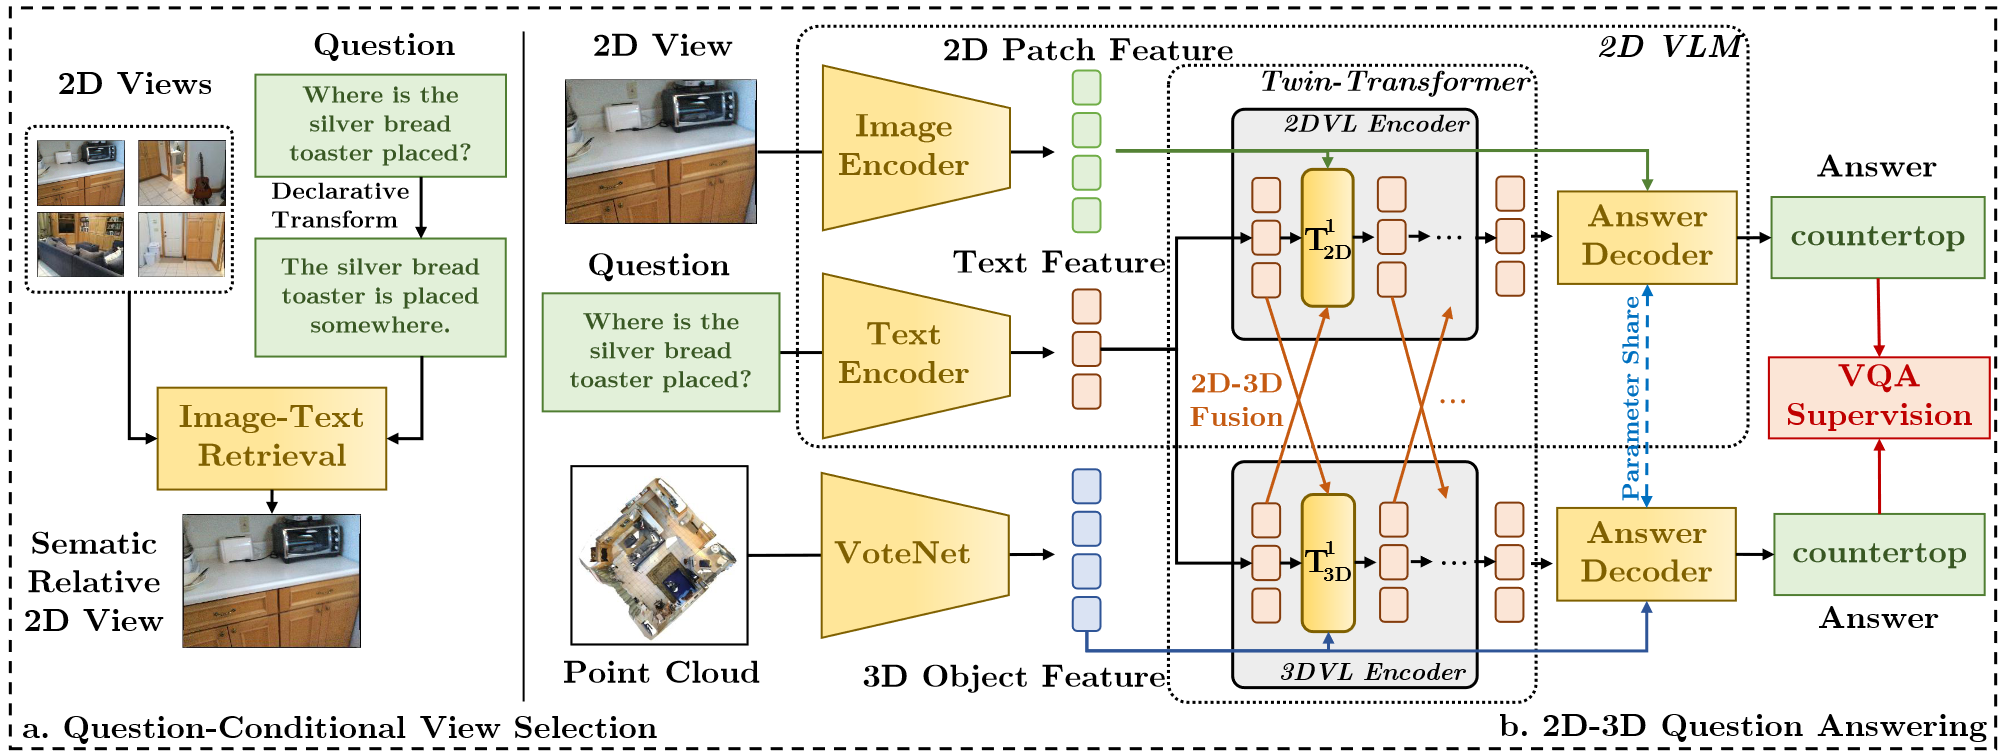 Question
2D Views
Where is the
silver bread
toaster placed?
Declarative
Transform
The silver bread
toaster is placed
somewhere.
Image-Text
Retrieval
Sematic
Relative
2D View
a. Question-Conditional View Selection
2D View
Question
Where is the
silver bread
toaster placed?
Point Cloud
2D VLM
2D Patch Feature
Image
Encoder
Text Feature
Text
Encoder
VoteNet
3D Object Feature
Twin-Transformer
2DVL Encoder
T¹2D
...
2D-3D
Fusion
...
T¹3D
...
3DVL Encoder
Answer
Decoder
Parameter Share
Answer
Decoder
Answer
countertop
VQA
Supervision
countertop
Answer
b. 2D-3D Question Answering